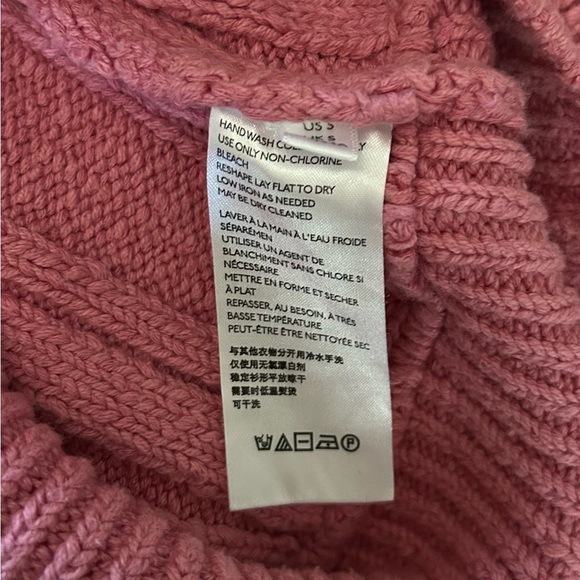 US S
HAND WASH
USE ONLY NON-CHLORINE
BLEACH
RESHAPE LAY FLAT TO DRY
LOW IRON AS NEEDED
MAY BE DRY CLEANED
LAVER À LA MAIN À L'EAU FROIDE
SÉPARÉMEN
UTILISER UN AGENT DE
BLANCHIMENT SANS CHLORE SI
NÉCESSAIRE
METTRE EN FORME ET SECHER
À PLAT
REPASSER, AU BESOIN, À TRÈS
BASSE TEMPÉRATURE
PEUT-ÊTRE ÊTRE NETTOYÉE SEC
与其他衣物分开用冷水手洗
仅使用无氯漂白剂
稳定衫形平放晾干
需要时低温熨烫
可干洗
P